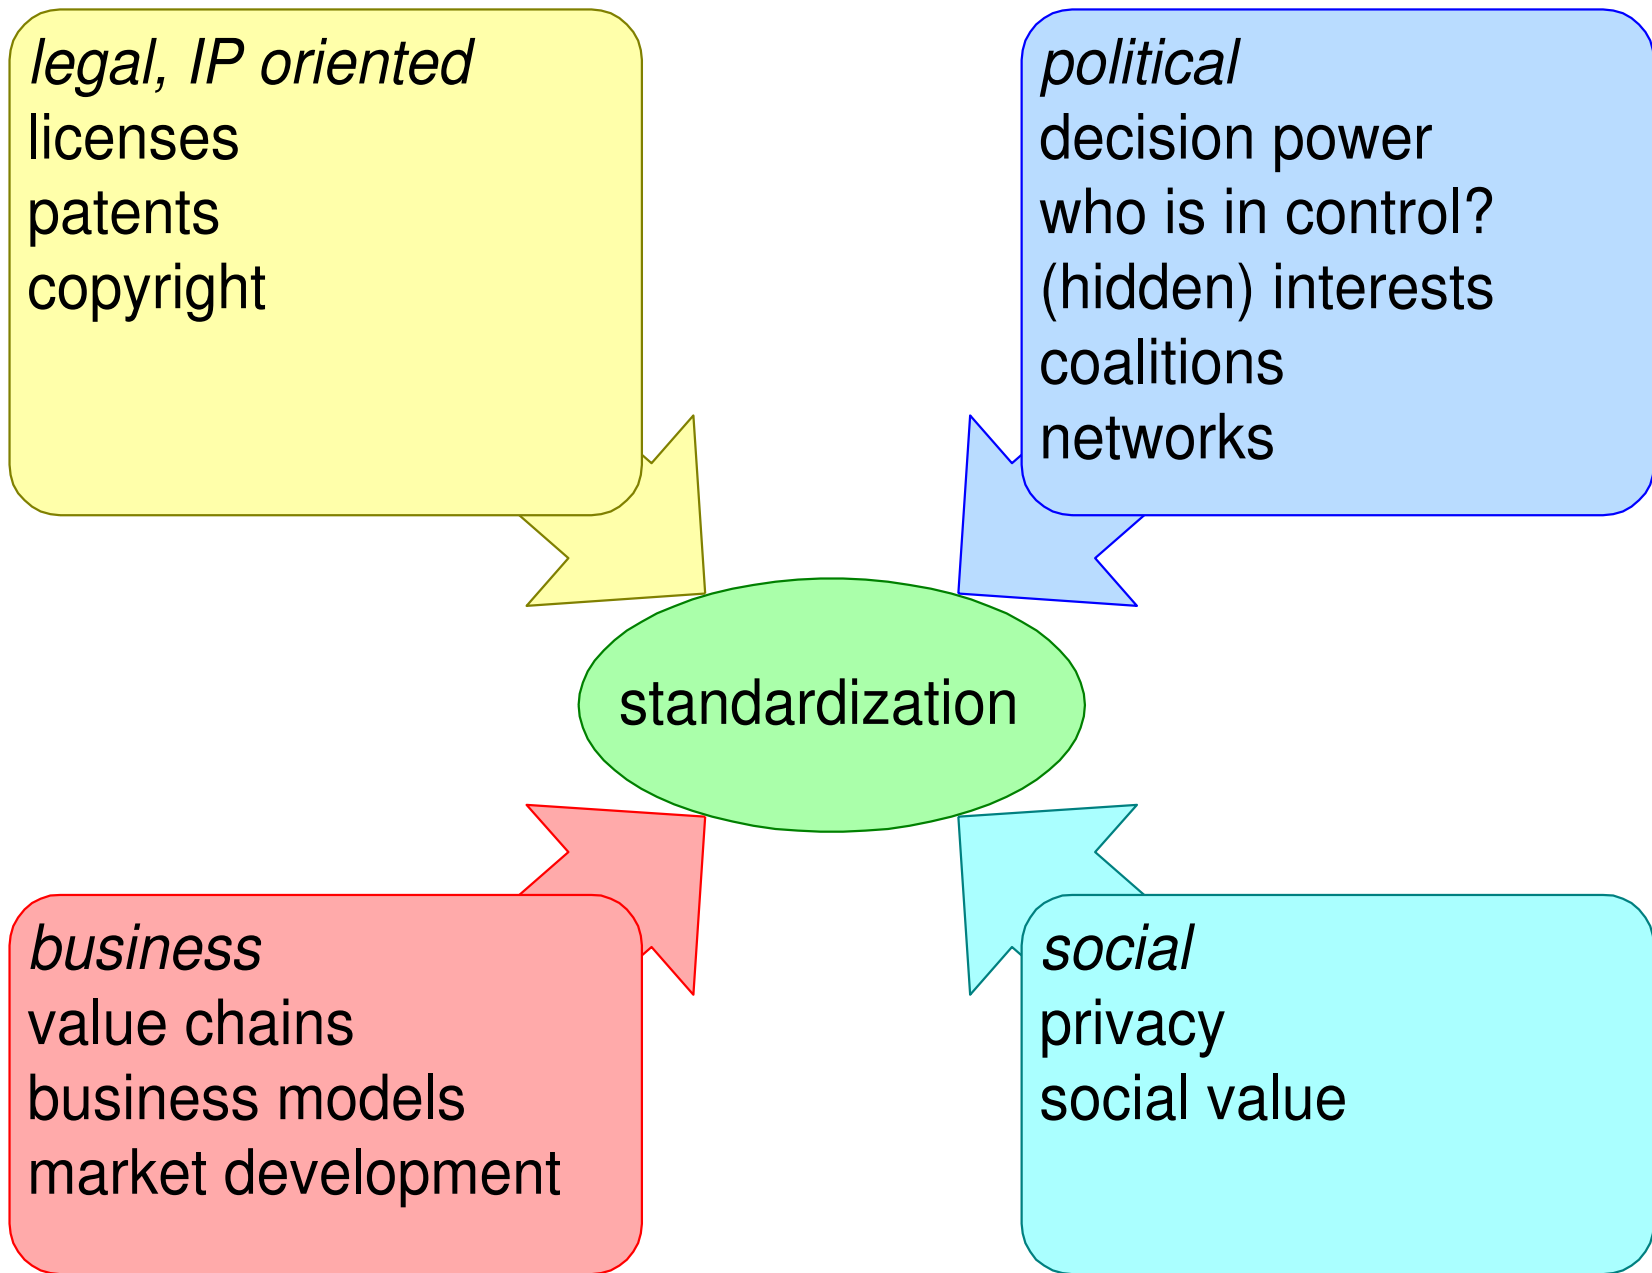 legal, IP oriented
licenses
patents
copyright
political
decision power
who is in control?
(hidden) interests
coalitions
networks
standardization
business
value chains
business models
market development
social
privacy
social value